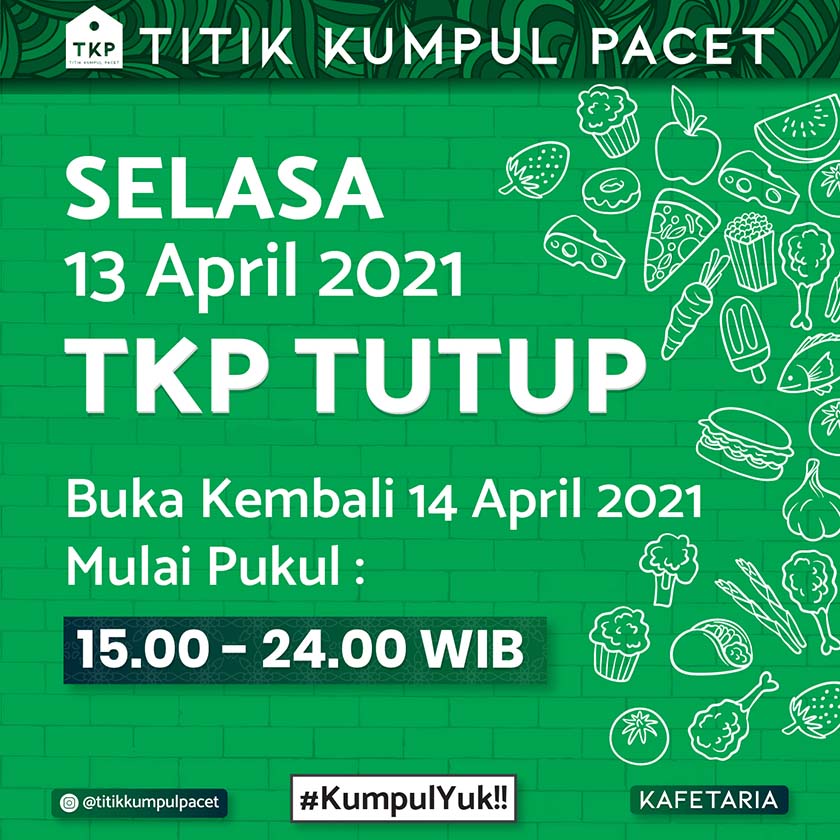 TKP
TITIK KUMPUL PACET
TITIK KUMPUL PACET
SELASA
13 April 2021
TKP TUTUP
Buka Kembali 14 April 2021
Mulai Pukul :
15.00 - 24.00 WIB
@titikkumpulpacet
#KumpulYuk!!
KAFETARIA